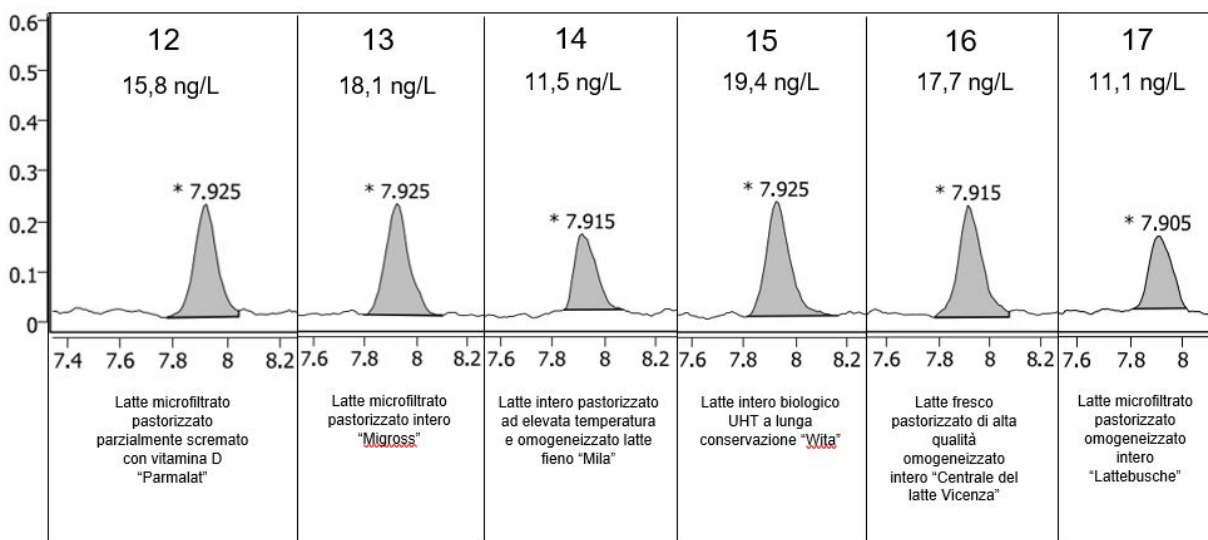 0.6
0.5
0.4
0.3
0.2
0.1
0
12
15,8 ng/L
* 7.925
7.4 7.6 7.8 8 8.2
Latte microfiltrato
pastorizzato
parzialmente scremato
con vitamina D
“Parmalat”
13
18,1 ng/L
* 7.925
7.6 7.8 8 8.2
Latte microfiltrato
pastorizzato intero
“Migross”
14
11,5 ng/L
* 7.915
7.6 7.8 8 8.2
Latte intero pastorizzato
ad elevata temperatura
e omogeneizzato latte
fieno “Mila”
15
19,4 ng/L
* 7.925
7.6 7.8 8 8.2
Latte intero biologico
UHT a lunga
conservazione “Wita”
16
17,7 ng/L
* 7.915
7.6 7.8 8 8.2
Latte fresco
pastorizzato di alta
qualità
omogeneizzato
intero “Centrale del
latte Vicenza”
17
11,1 ng/L
* 7.905
7.6 7.8 8
Latte microfiltrato
pastorizzato
omogeneizzato
intero
“Lattebusche”